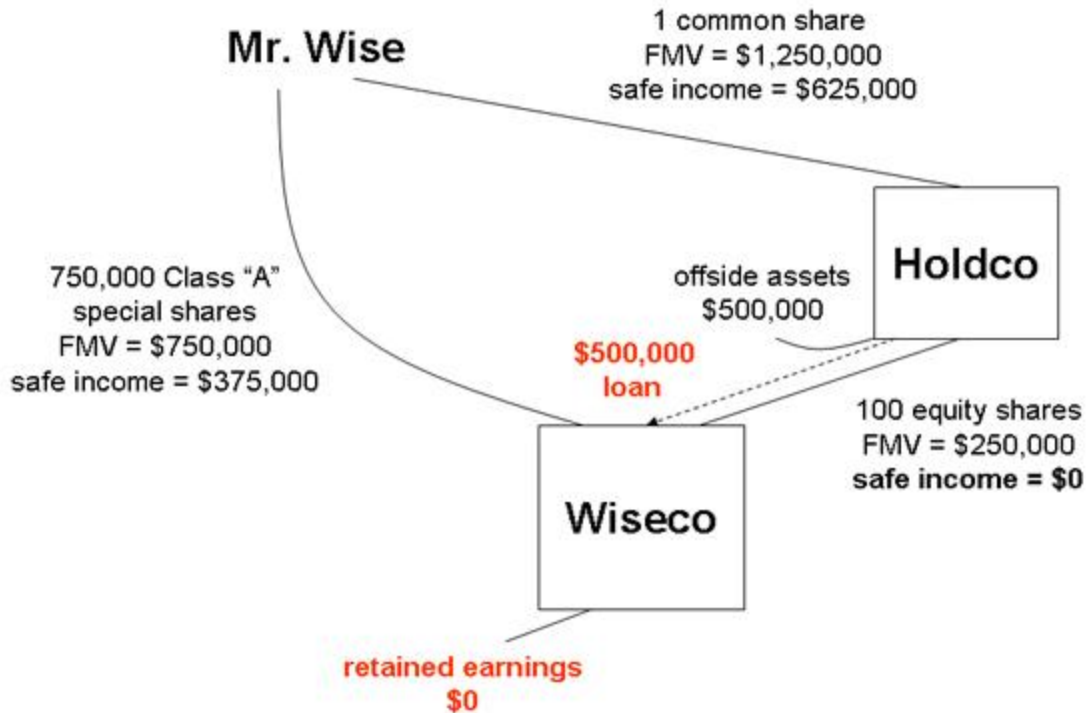 Mr. Wise
1 common share
FMV = $1,250,000
safe income = $625,000
Holdco
offside assets
$500,000
750,000 Class “A”
special shares
FMV = $750,000
safe income = $375,000
$500,000
loan
100 equity shares
FMV = $250,000
safe income = $0
Wiseco
retained earnings
$0